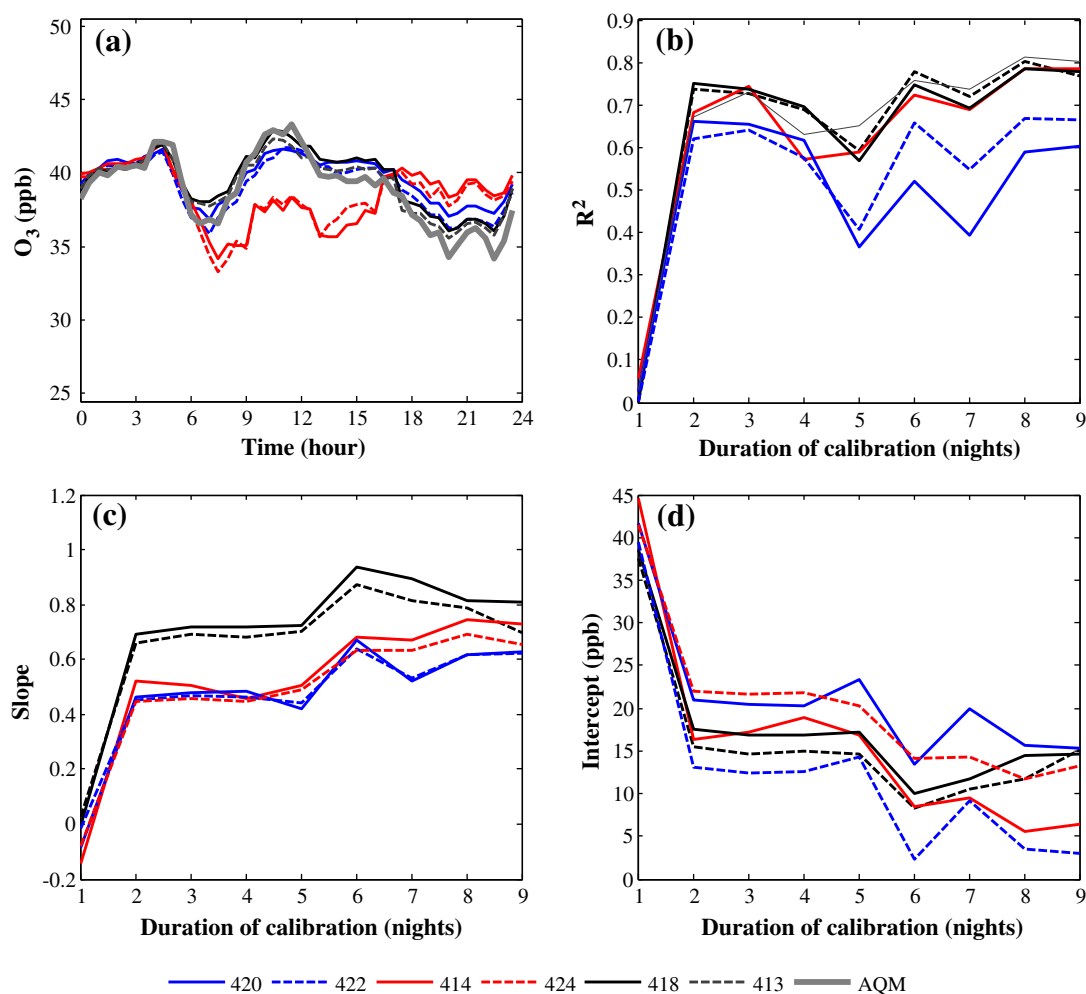 (a)
50
45
40
35
30
25
O3 (ppb)
0 3 6 9 12 15 18 21 24
Time (hour)
(b)
0.9
0.8
0.7
0.6
0.5
0.4
0.3
0.2
0.1
0
R2
1 2 3 4 5 6 7 8 9
Duration of calibration (nights)
(c)
1.2
1
0.8
0.6
0.4
0.2
0
-0.2
Slope
1 2 3 4 5 6 7 8 9
Duration of calibration (nights)
(d)
45
40
35
30
25
20
15
10
5
0
Intercept (ppb)
1 2 3 4 5 6 7 8 9
Duration of calibration (nights)
420 422 414 424 418 413 AQM